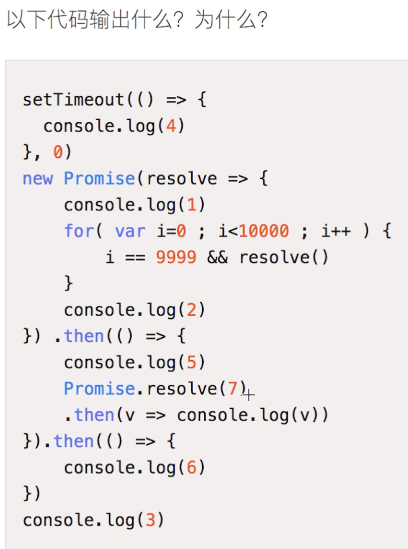 以下代码输出什么？为什么？
setTimeout(() => {
  console.log(4)
}, 0)
new Promise(resolve => {
    console.log(1)
    for( var i=0 ; i<10000 ; i++ ) {
        i == 9999 && resolve()
    }
    console.log(2)
}) .then(() => {
    console.log(5)
    Promise.resolve(7)
    .then(v => console.log(v))
}).then(() => {
    console.log(6)
})
console.log(3)